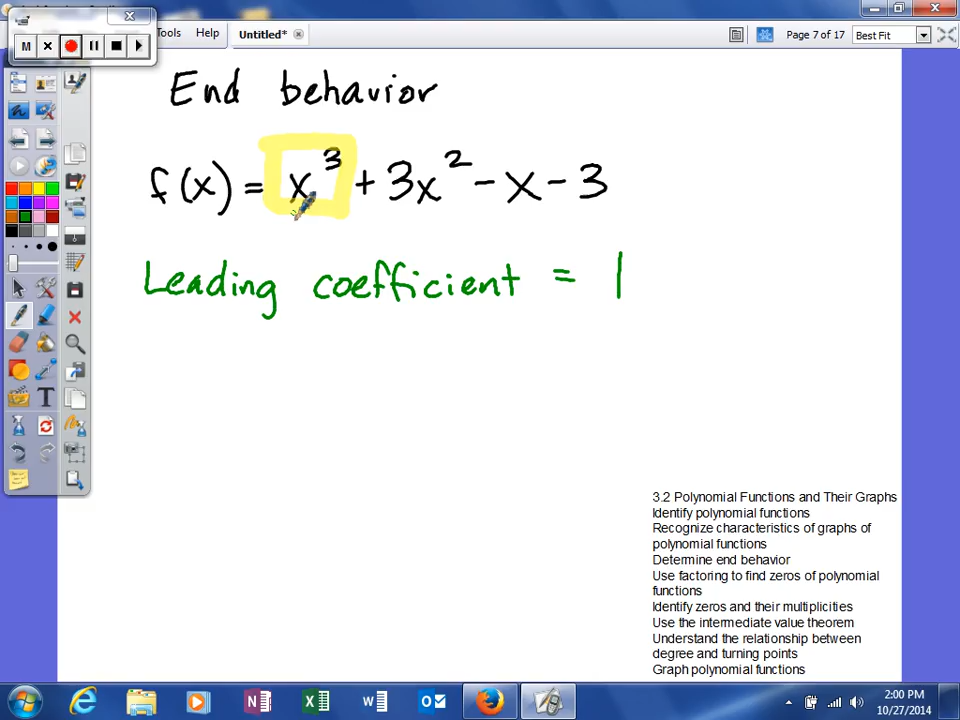 M
Tools Help Untitled* Page 7 of 17 Best Fit
End behavior
f(x) = x³ + 3x² - x - 3
Leading coefficient = 1
3.2 Polynomial Functions and Their Graphs
Identify polynomial functions
Recognize characteristics of graphs of
polynomial functions
Determine end behavior
Use factoring to find zeros of polynomial
functions
Identify zeros and their multiplicities
Use the intermediate value theorem
Understand the relationship between
degree and turning points
Graph polynomial functions
2:00 PM
10/27/2014